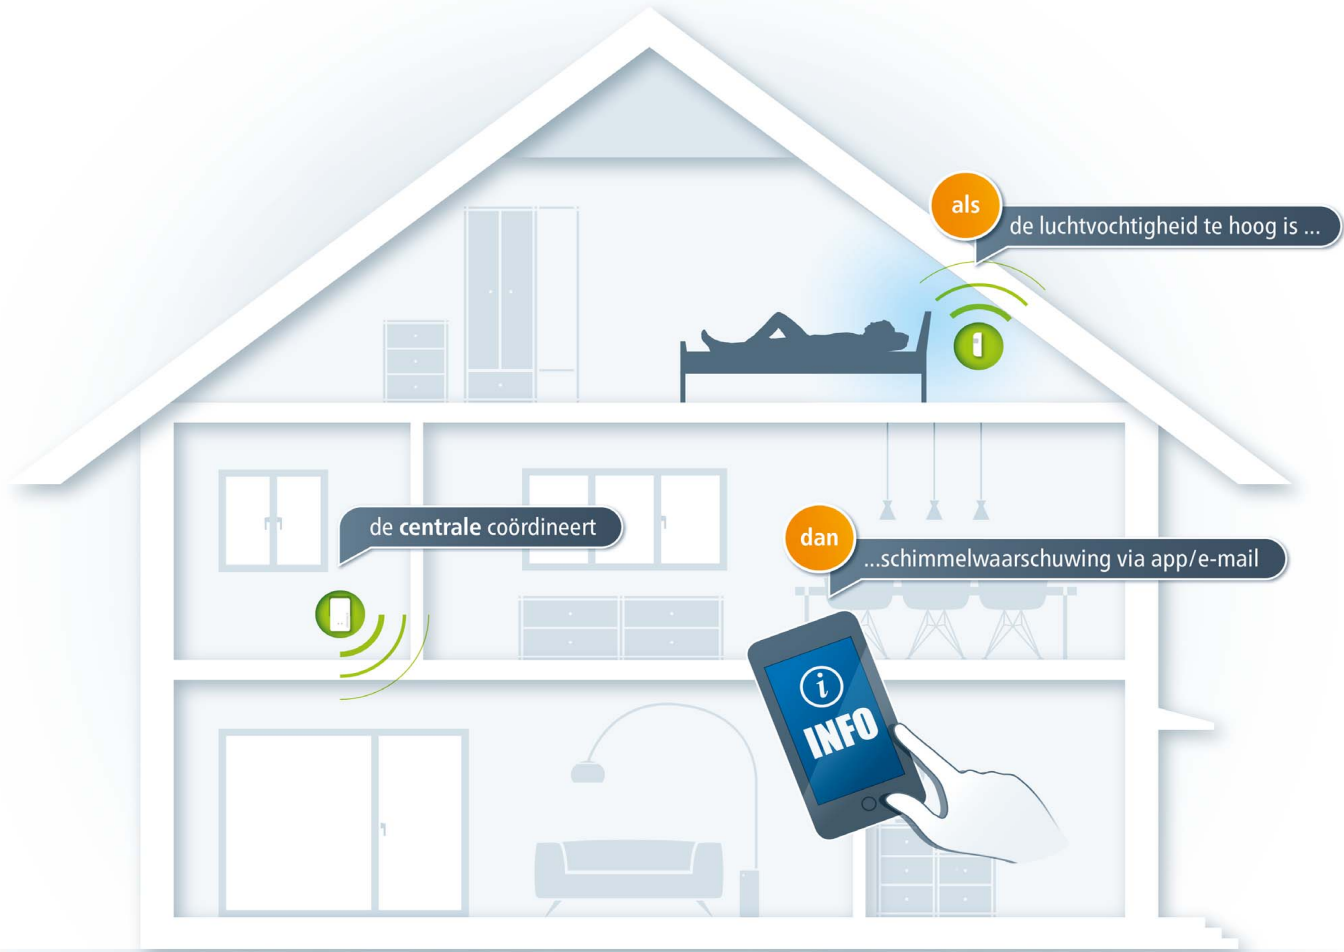 als
de luchtvochtigheid te hoog is ...
de centrale coördineert
dan
...schimmelwaarschuwing via app/e-mail
i
INFO